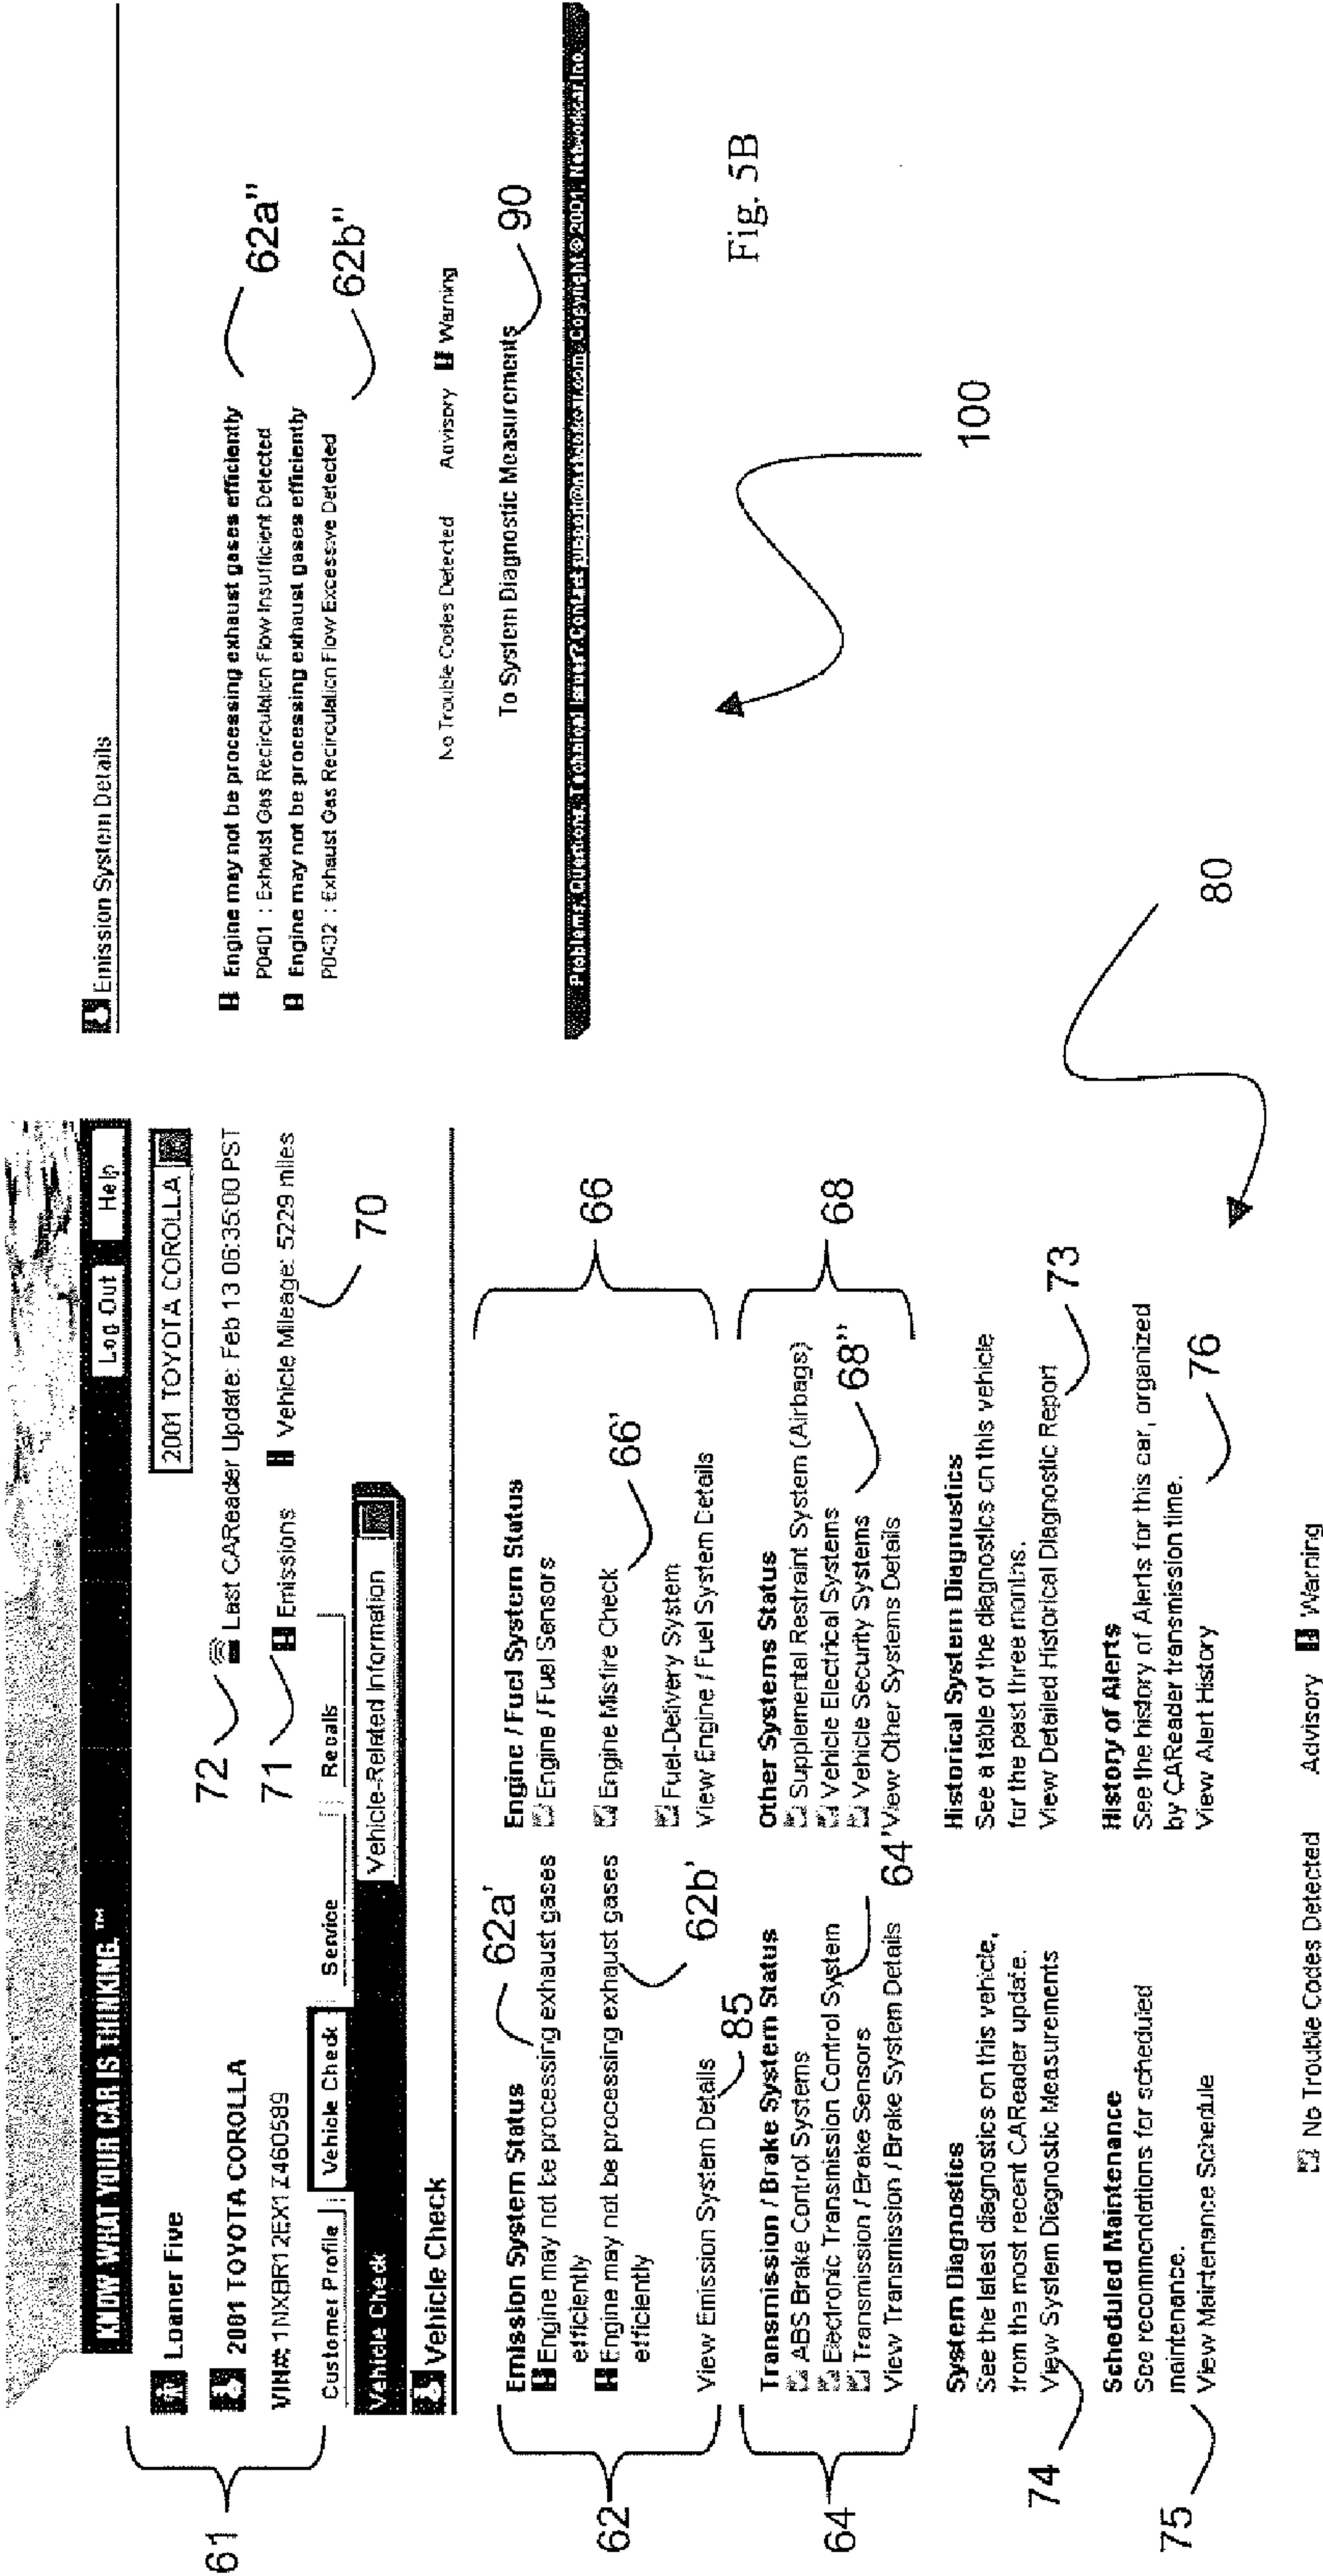 KNOW WHAT YOUR CAR IS THINKING. ™
Log Out
Help
Loaner Five
2001 TOYOTA COROLLA
2001 TOYOTA COROLLA
72
Last CAReader Update: Feb 13 06:35:00 PST
VIN#: 1NXBR12EX1Z460589
61
71
Emissions
Vehicle Mileage: 5229 miles
70
Customer Profile
Vehicle Check
Service
Recalls
Vehicle Check
Vehicle-Related Information
Vehicle Check
62a'
Emission System Status
Engine may not be processing exhaust gases
efficiently
Engine may not be processing exhaust gases
efficiently
62b'
View Emission System Details
85
62
Engine / Fuel System Status
Engine / Fuel Sensors
Engine Misfire Check
66'
Fuel-Delivery System
View Engine / Fuel System Details
66
Transmission / Brake System Status
ABS Brake Control Systems
Electronic Transmission Control System
Transmission / Brake Sensors
View Transmission / Brake System Details
64
64'
Other Systems Status
Supplemental Restraint System (Airbags)
Vehicle Electrical Systems
Vehicle Security Systems
View Other Systems Details
68''
68
System Diagnostics
See the latest diagnostics on this vehicle,
from the most recent CAReader update.
View System Diagnostic Measurements
74
Historical System Diagnostics
See a table of the diagnostics on this vehicle
for the past three months.
View Detailed Historical Diagnostic Report
73
Scheduled Maintenance
See recommendations for scheduled
maintenance.
View Maintenance Schedule
75
History of Alerts
See the history of Alerts for this car, organized
by CAReader transmission time.
View Alert History
76
No Trouble Codes Detected
Advisory
Warning
80
Emission System Details
Engine may not be processing exhaust gases efficiently
P0401 : Exhaust Gas Recirculation Flow Insufficient Detected
62a''
Engine may not be processing exhaust gases efficiently
P0402 : Exhaust Gas Recirculation Flow Excessive Detected
62b''
No Trouble Codes Detected
Advisory
Warning
To System Diagnostic Measurements
90
Problems, Questions, Technical Issues? Contact support@networkcar.com Copyright © 2001, Networkcar Inc.
Fig. 5B
100